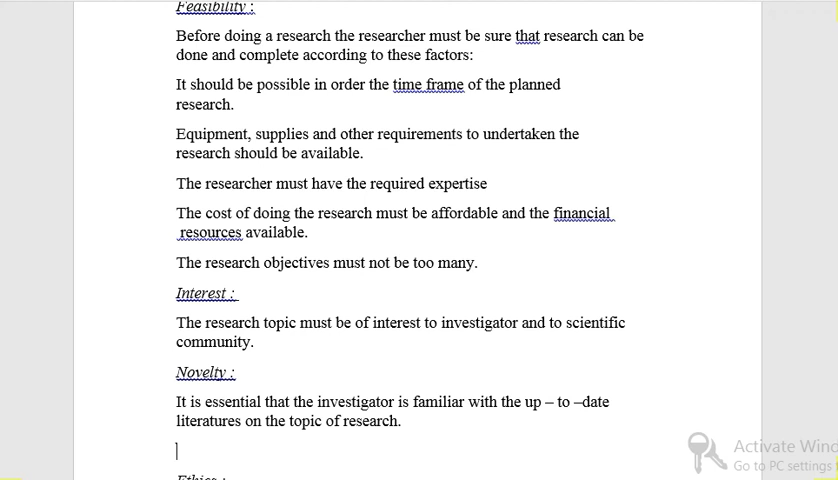 Feasibility :
Before doing a research the researcher must be sure that research can be
done and complete according to these factors:
It should be possible in order the time frame of the planned
research.
Equipment, supplies and other requirements to undertaken the
research should be available.
The researcher must have the required expertise
The cost of doing the research must be affordable and the financial
resources available.
The research objectives must not be too many.
Interest :
The research topic must be of interest to investigator and to scientific
community.
Novelty :
It is essential that the investigator is familiar with the up – to –date
literatures on the topic of research.
Activate Wind
Go to PC settings
Ethics :